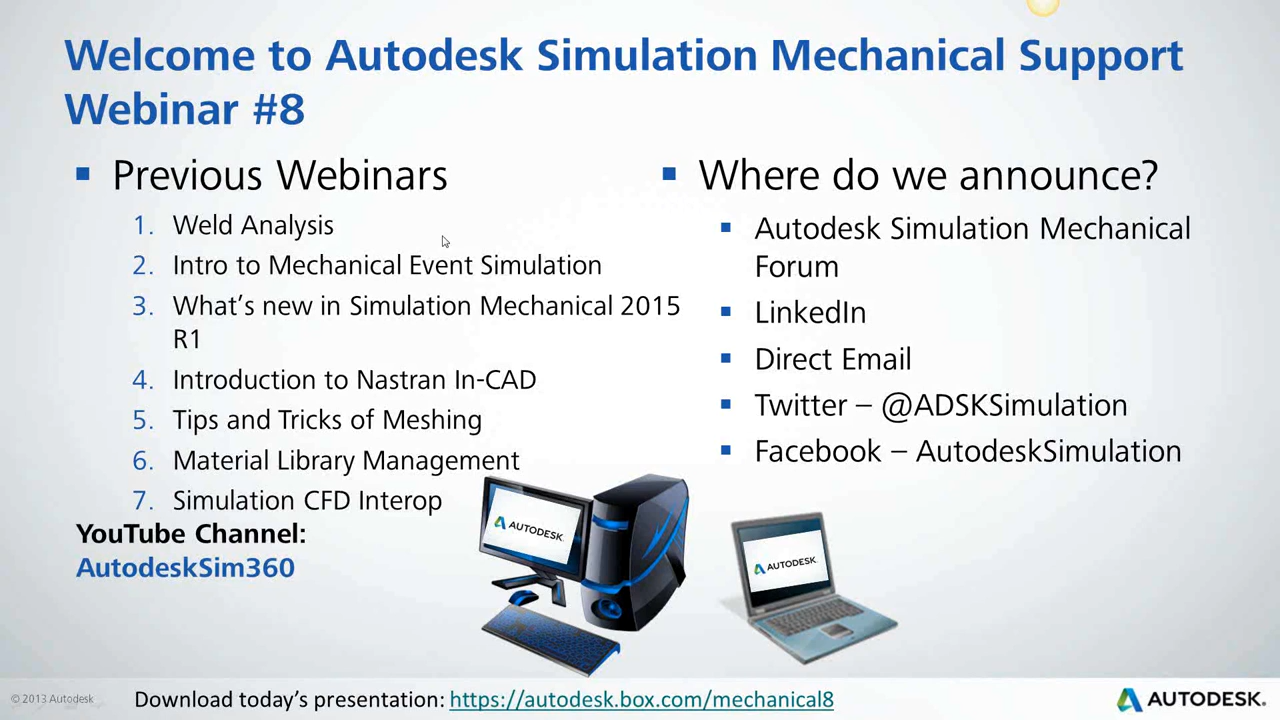 Welcome to Autodesk Simulation Mechanical Support
Webinar #8
▪ Previous Webinars
1. Weld Analysis
2. Intro to Mechanical Event Simulation
3. What's new in Simulation Mechanical 2015
R1
4. Introduction to Nastran In-CAD
5. Tips and Tricks of Meshing
6. Material Library Management
7. Simulation CFD Interop
YouTube Channel:
AutodeskSim360
▪ Where do we announce?
▪ Autodesk Simulation Mechanical
Forum
▪ LinkedIn
▪ Direct Email
▪ Twitter – @ADSKSimulation
▪ Facebook – AutodeskSimulation
AUTODESK.
AUTODESK.
© 2013 Autodesk
Download today's presentation: https://autodesk.box.com/mechanical8
AUTODESK.